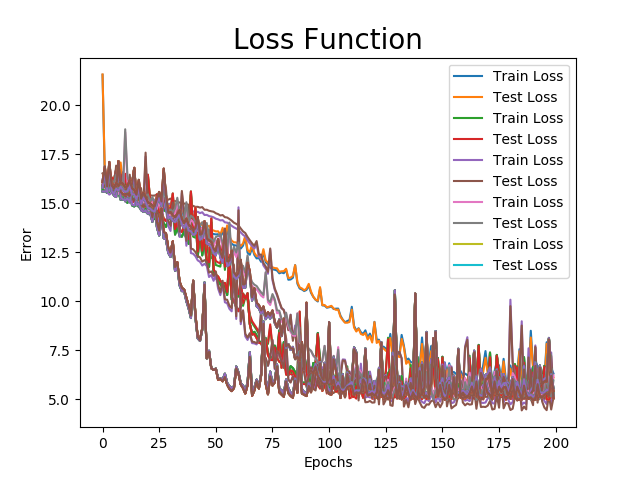 Loss Function
20.0
17.5
15.0
12.5
10.0
7.5
5.0
Error
0
25
50
75
100
125
150
175
200
Epochs
Train Loss
Test Loss
Train Loss
Test Loss
Train Loss
Test Loss
Train Loss
Test Loss
Train Loss
Test Loss